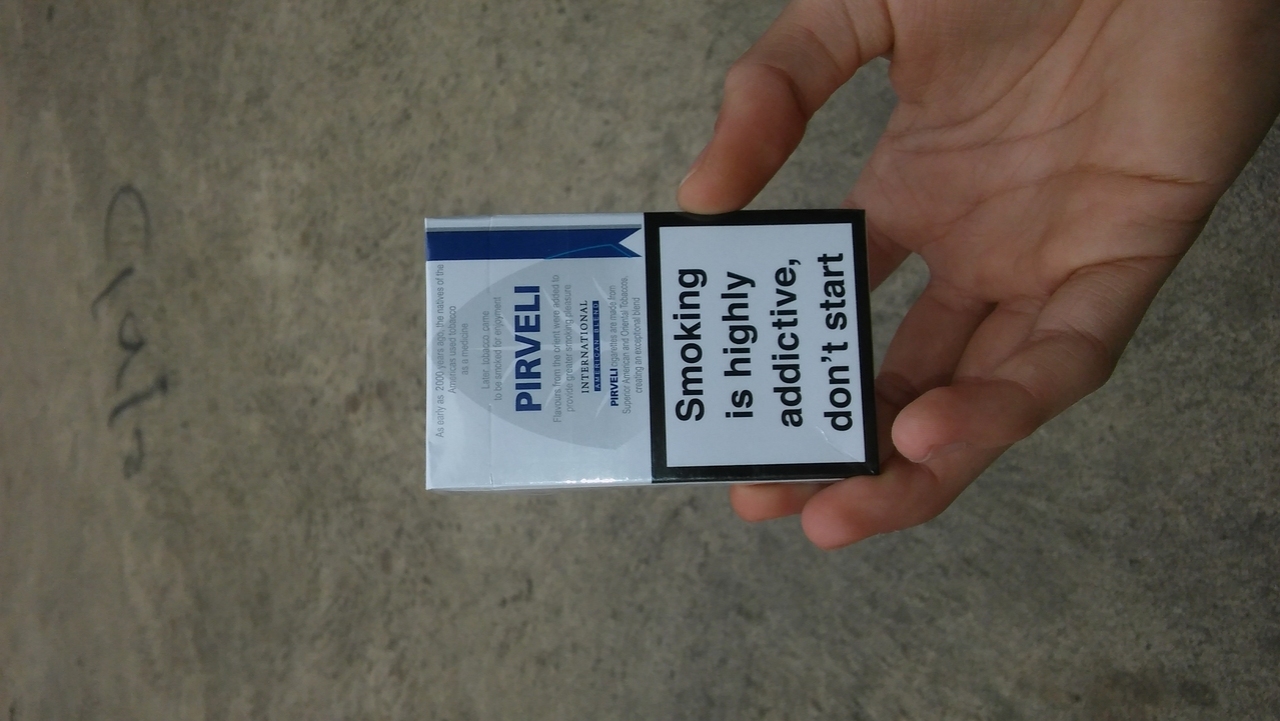 As early as 2000 years ago, the natives of the
Americas used tobacco
as a medicine
Later, tobacco came
to be smoked for enjoyment
PIRVELI
Flavours from the orient were added to
provide greater smoking pleasure
INTERNATIONAL
AMERICAN BLEND
PIRVELI cigarettes are made from
Superior American and Oriental Tobaccos,
creating an exceptional blend
Smoking
is highly
addictive,
don't start